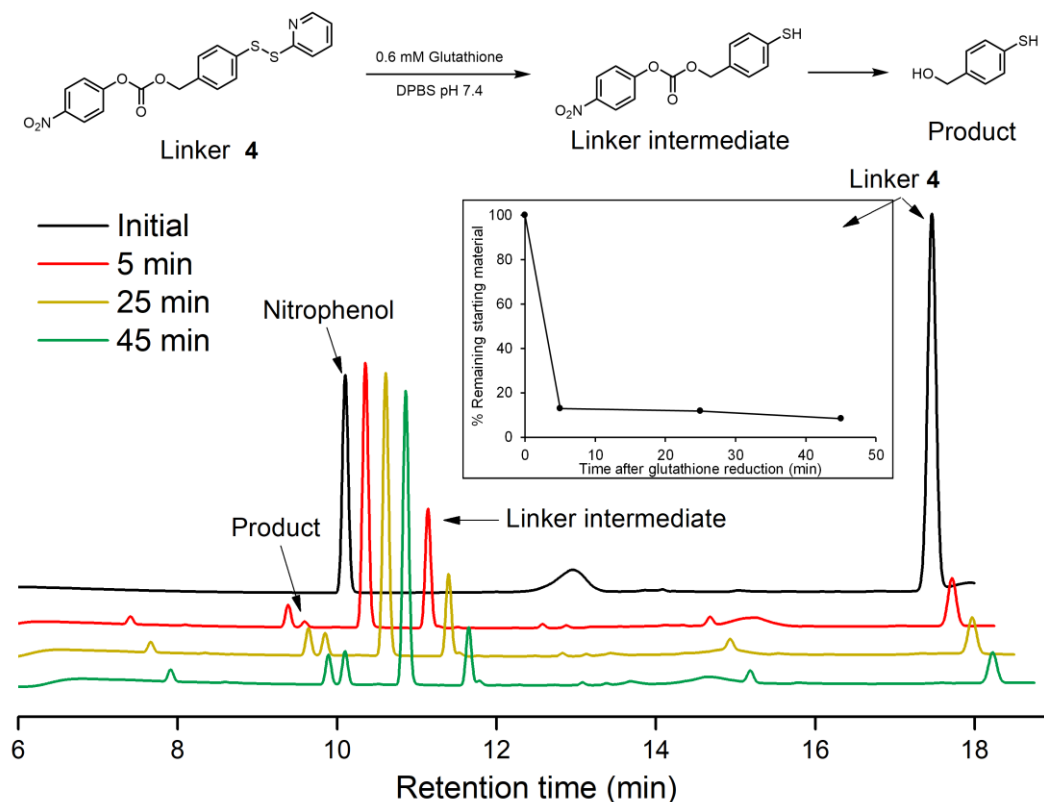 N
S
S
O
O
O
O₂N
Linker 4
0.6 mM Glutathione
DPBS pH 7.4
SH
O
O
O
O₂N
Linker intermediate
SH
HO
Product
Linker 4
Initial
5 min
25 min
45 min
Nitrophenol
Product
Linker intermediate
% Remaining starting material
100
80
60
40
20
0
0 10 20 30 40 50
Time after glutathione reduction (min)
6 8 10 12 14 16 18
Retention time (min)